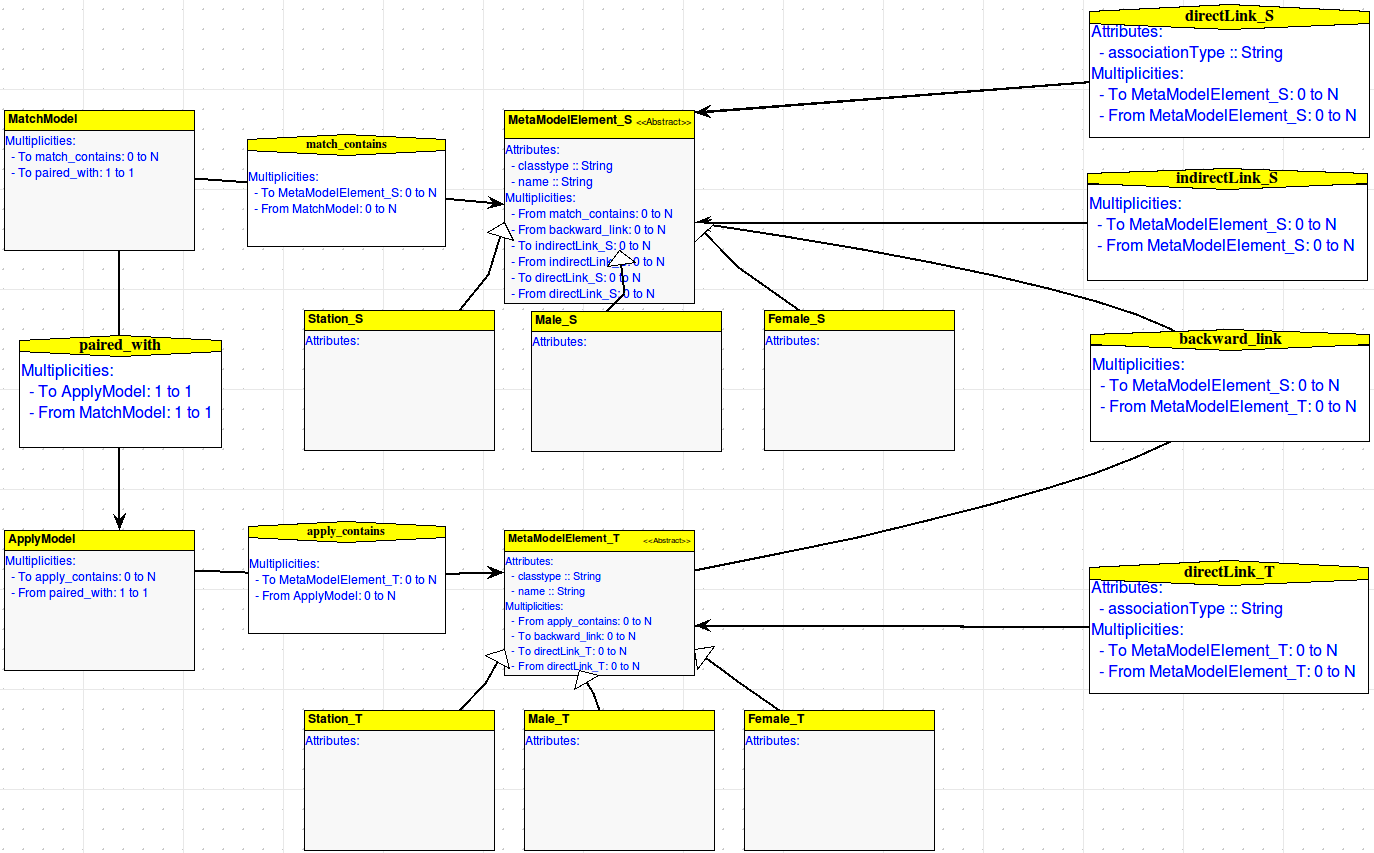 directLink_S
Attributes:
- associationType :: String
Multiplicities:
- To MetaModelElement_S: 0 to N
- From MetaModelElement_S: 0 to N
MatchModel
Multiplicities:
- To match_contains: 0 to N
- To paired_with: 1 to 1
match_contains
Multiplicities:
- To MetaModelElement_S: 0 to N
- From MatchModel: 0 to N
MetaModelElement_S <<Abstract>>
Attributes:
- classtype :: String
- name :: String
Multiplicities:
- From match_contains: 0 to N
- From backward_link: 0 to N
- To indirectLink_S: 0 to N
- From indirectLink_S: 0 to N
- To directLink_S: 0 to N
- From directLink_S: 0 to N
indirectLink_S
Multiplicities:
- To MetaModelElement_S: 0 to N
- From MetaModelElement_S: 0 to N
Station_S
Attributes:
Male_S
Attributes:
Female_S
Attributes:
backward_link
Multiplicities:
- To MetaModelElement_S: 0 to N
- From MetaModelElement_T: 0 to N
paired_with
Multiplicities:
- To ApplyModel: 1 to 1
- From MatchModel: 1 to 1
ApplyModel
Multiplicities:
- To apply_contains: 0 to N
- From paired_with: 1 to 1
apply_contains
Multiplicities:
- To MetaModelElement_T: 0 to N
- From ApplyModel: 0 to N
MetaModelElement_T <<Abstract>>
Attributes:
- classtype :: String
- name :: String
Multiplicities:
- From apply_contains: 0 to N
- To backward_link: 0 to N
- To directLink_T: 0 to N
- From directLink_T: 0 to N
directLink_T
Attributes:
- associationType :: String
Multiplicities:
- To MetaModelElement_T: 0 to N
- From MetaModelElement_T: 0 to N
Station_T
Attributes:
Male_T
Attributes:
Female_T
Attributes: